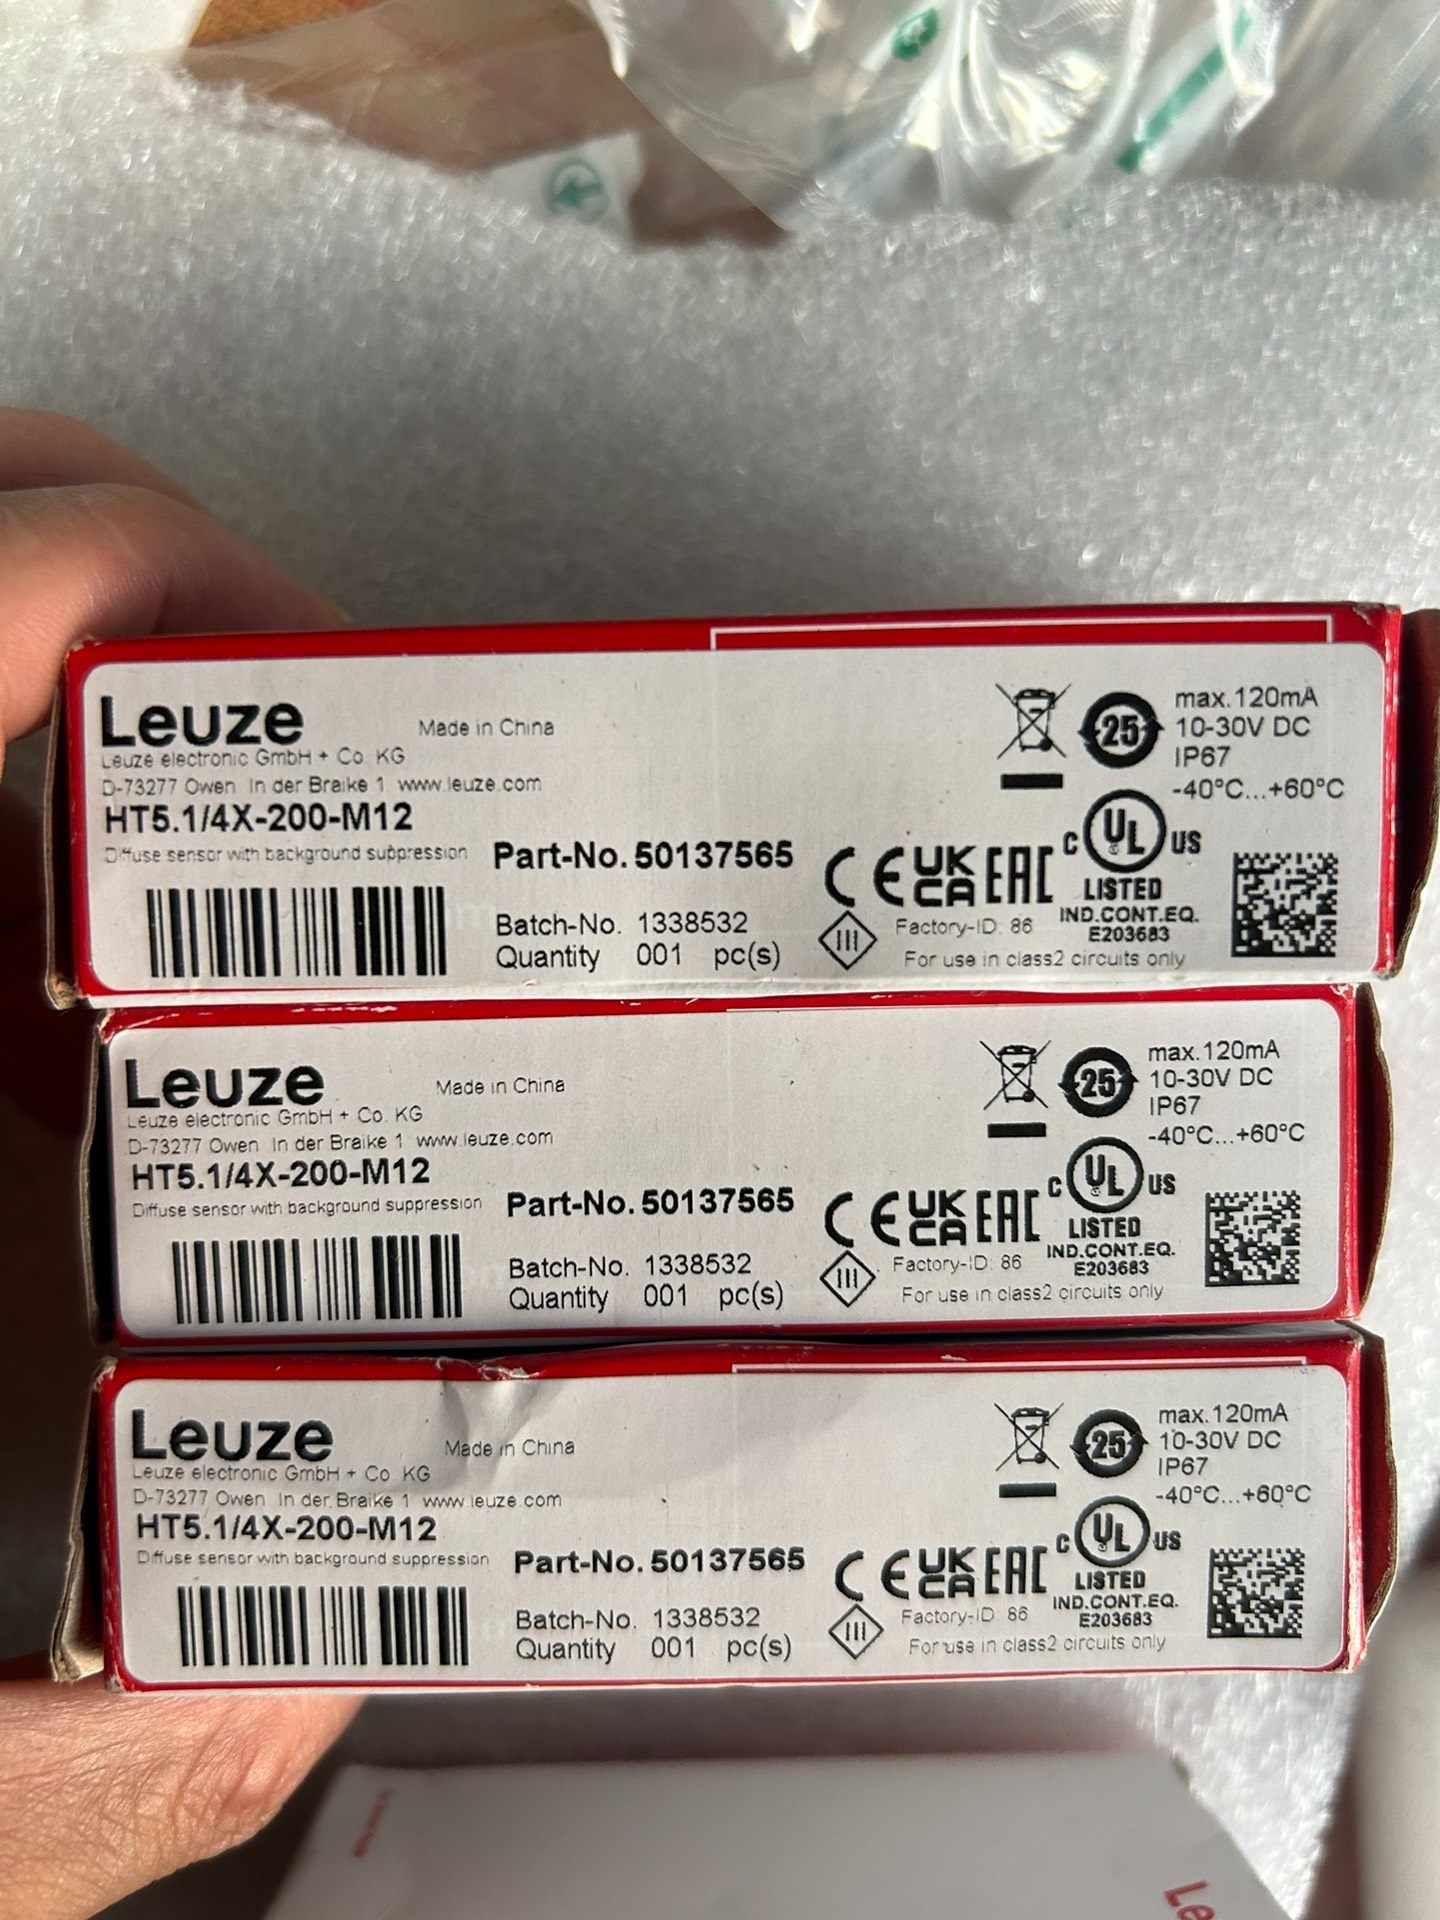 Leuze
Made in China
Leuze electronic GmbH + Co. KG
D-73277 Owen In der Braike 1 www.leuze.com
HT5.1/4X-200-M12
Diffuse sensor with background suppression
Part-No. 50137565
Batch-No. 1338532
Quantity 001 pc(s)
25
max. 120mA
10-30V DC
IP67
-40°C...+60°C
CE UK CA EAC
C UL US
LISTED
IND.CONT.EQ.
E203683
III
Factory-ID: 86
For use in class2 circuits only
Leuze
Made in China
Leuze electronic GmbH + Co. KG
D-73277 Owen In der Braike 1 www.leuze.com
HT5.1/4X-200-M12
Diffuse sensor with background suppression
Part-No. 50137565
Batch-No. 1338532
Quantity 001 pc(s)
25
max. 120mA
10-30V DC
IP67
-40°C...+60°C
CE UK CA EAC
C UL US
LISTED
IND.CONT.EQ.
E203683
III
Factory-ID: 86
For use in class2 circuits only
Leuze
Made in China
Leuze electronic GmbH + Co. KG
D-73277 Owen In der Braike 1 www.leuze.com
HT5.1/4X-200-M12
Diffuse sensor with background suppression
Part-No. 50137565
Batch-No. 1338532
Quantity 001 pc(s)
25
max. 120mA
10-30V DC
IP67
-40°C...+60°C
CE UK CA EAC
C UL US
LISTED
IND.CONT.EQ.
E203683
III
Factory-ID: 86
For use in class2 circuits only
Le